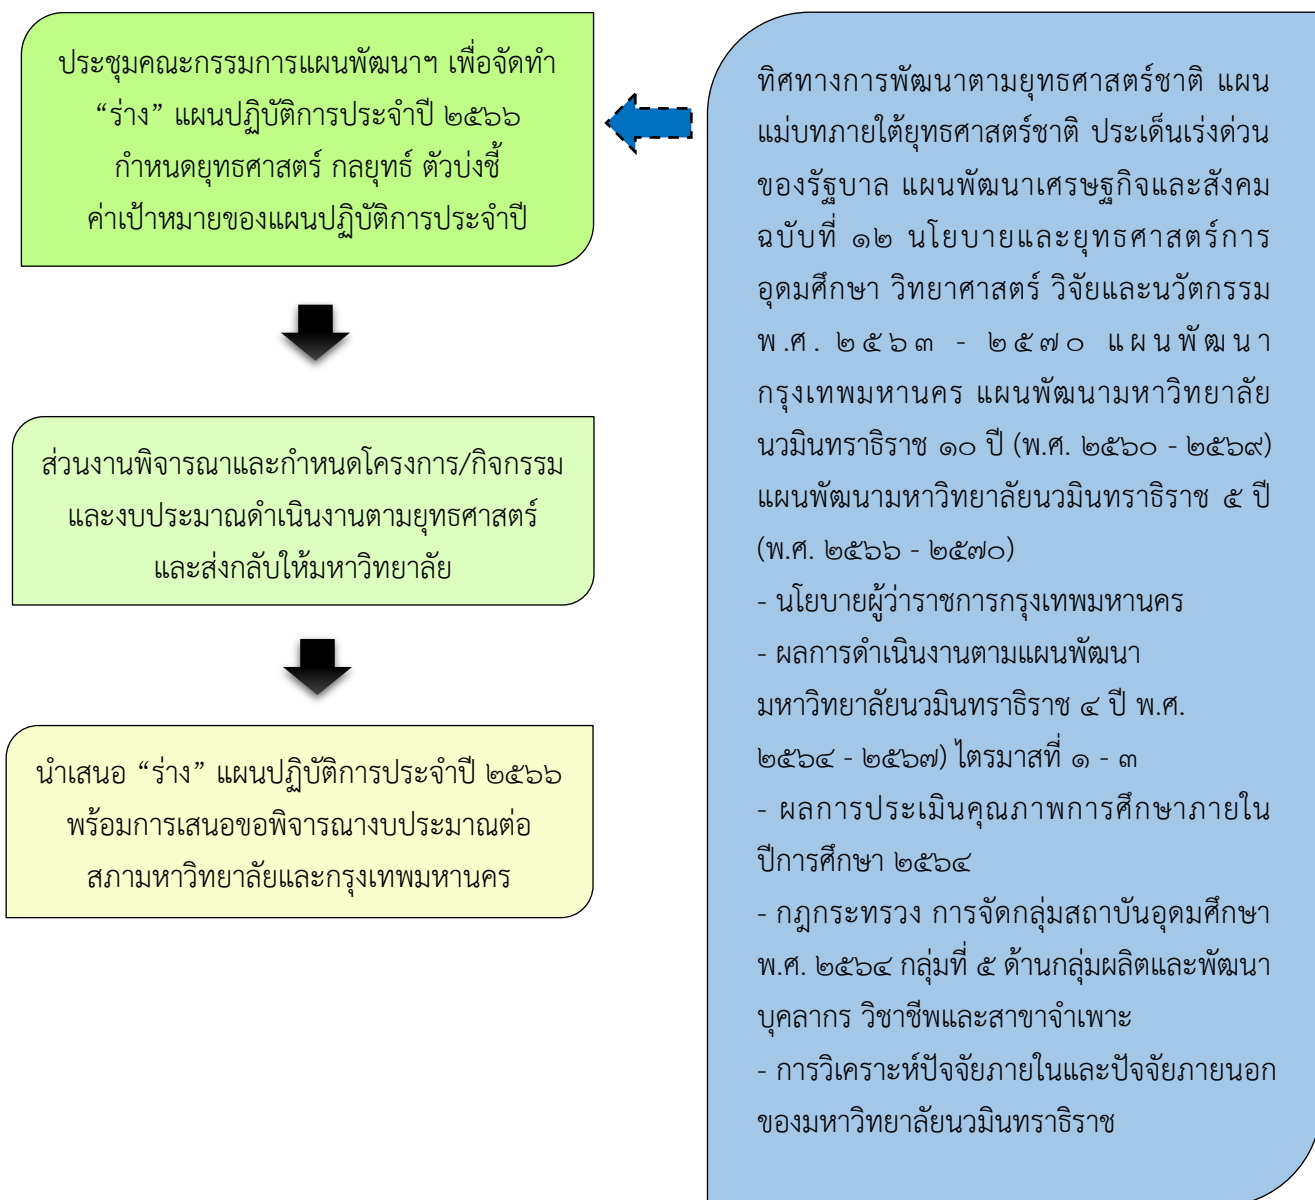 ประชุมคณะกรรมการแผนพัฒนาฯ เพื่อจัดทำ
“ร่าง” แผนปฏิบัติการประจำปี ๒๕๖๖
กำหนดยุทธศาสตร์ กลยุทธ์ ตัวบ่งชี้
ค่าเป้าหมายของแผนปฏิบัติการประจำปี
ส่วนงานพิจารณาและกำหนดโครงการ/กิจกรรม
และงบประมาณดำเนินงานตามยุทธศาสตร์
และส่งกลับให้มหาวิทยาลัย
นำเสนอ “ร่าง” แผนปฏิบัติการประจำปี ๒๕๖๖
พร้อมการเสนอขอพิจารณางบประมาณต่อ
สภามหาวิทยาลัยและกรุงเทพมหานคร
ทิศทางการพัฒนาตามยุทธศาสตร์ชาติ แผน
แม่บทภายใต้ยุทธศาสตร์ชาติ ประเด็นเร่งด่วน
ของรัฐบาล แผนพัฒนาเศรษฐกิจและสังคม
ฉบับที่ ๑๒ นโยบายและยุทธศาสตร์การ
อุดมศึกษา วิทยาศาสตร์ วิจัยและนวัตกรรม
พ.ศ. ๒๕๖๓ - ๒๕๗๐ แผนพัฒนา
กรุงเทพมหานคร แผนพัฒนามหาวิทยาลัย
นวมินทราธิราช ๑๐ ปี (พ.ศ. ๒๕๖๐ - ๒๕๖๙)
แผนพัฒนามหาวิทยาลัยนวมินทราธิราช ๕ ปี
(พ.ศ. ๒๕๖๖ - ๒๕๗๐)
- นโยบายผู้ว่าราชการกรุงเทพมหานคร
- ผลการดำเนินงานตามแผนพัฒนา
มหาวิทยาลัยนวมินทราธิราช ๔ ปี พ.ศ.
๒๕๖๔ - ๒๕๖๗) ไตรมาสที่ ๑ - ๓
- ผลการประเมินคุณภาพการศึกษาภายใน
ปีการศึกษา ๒๕๖๔
- กฎกระทรวง การจัดกลุ่มสถาบันอุดมศึกษา
พ.ศ. ๒๕๖๔ กลุ่มที่ ๕ ด้านกลุ่มผลิตและพัฒนา
บุคลากร วิชาชีพและสาขาจำเพาะ
- การวิเคราะห์ปัจจัยภายในและปัจจัยภายนอก
ของมหาวิทยาลัยนวมินทราธิราช